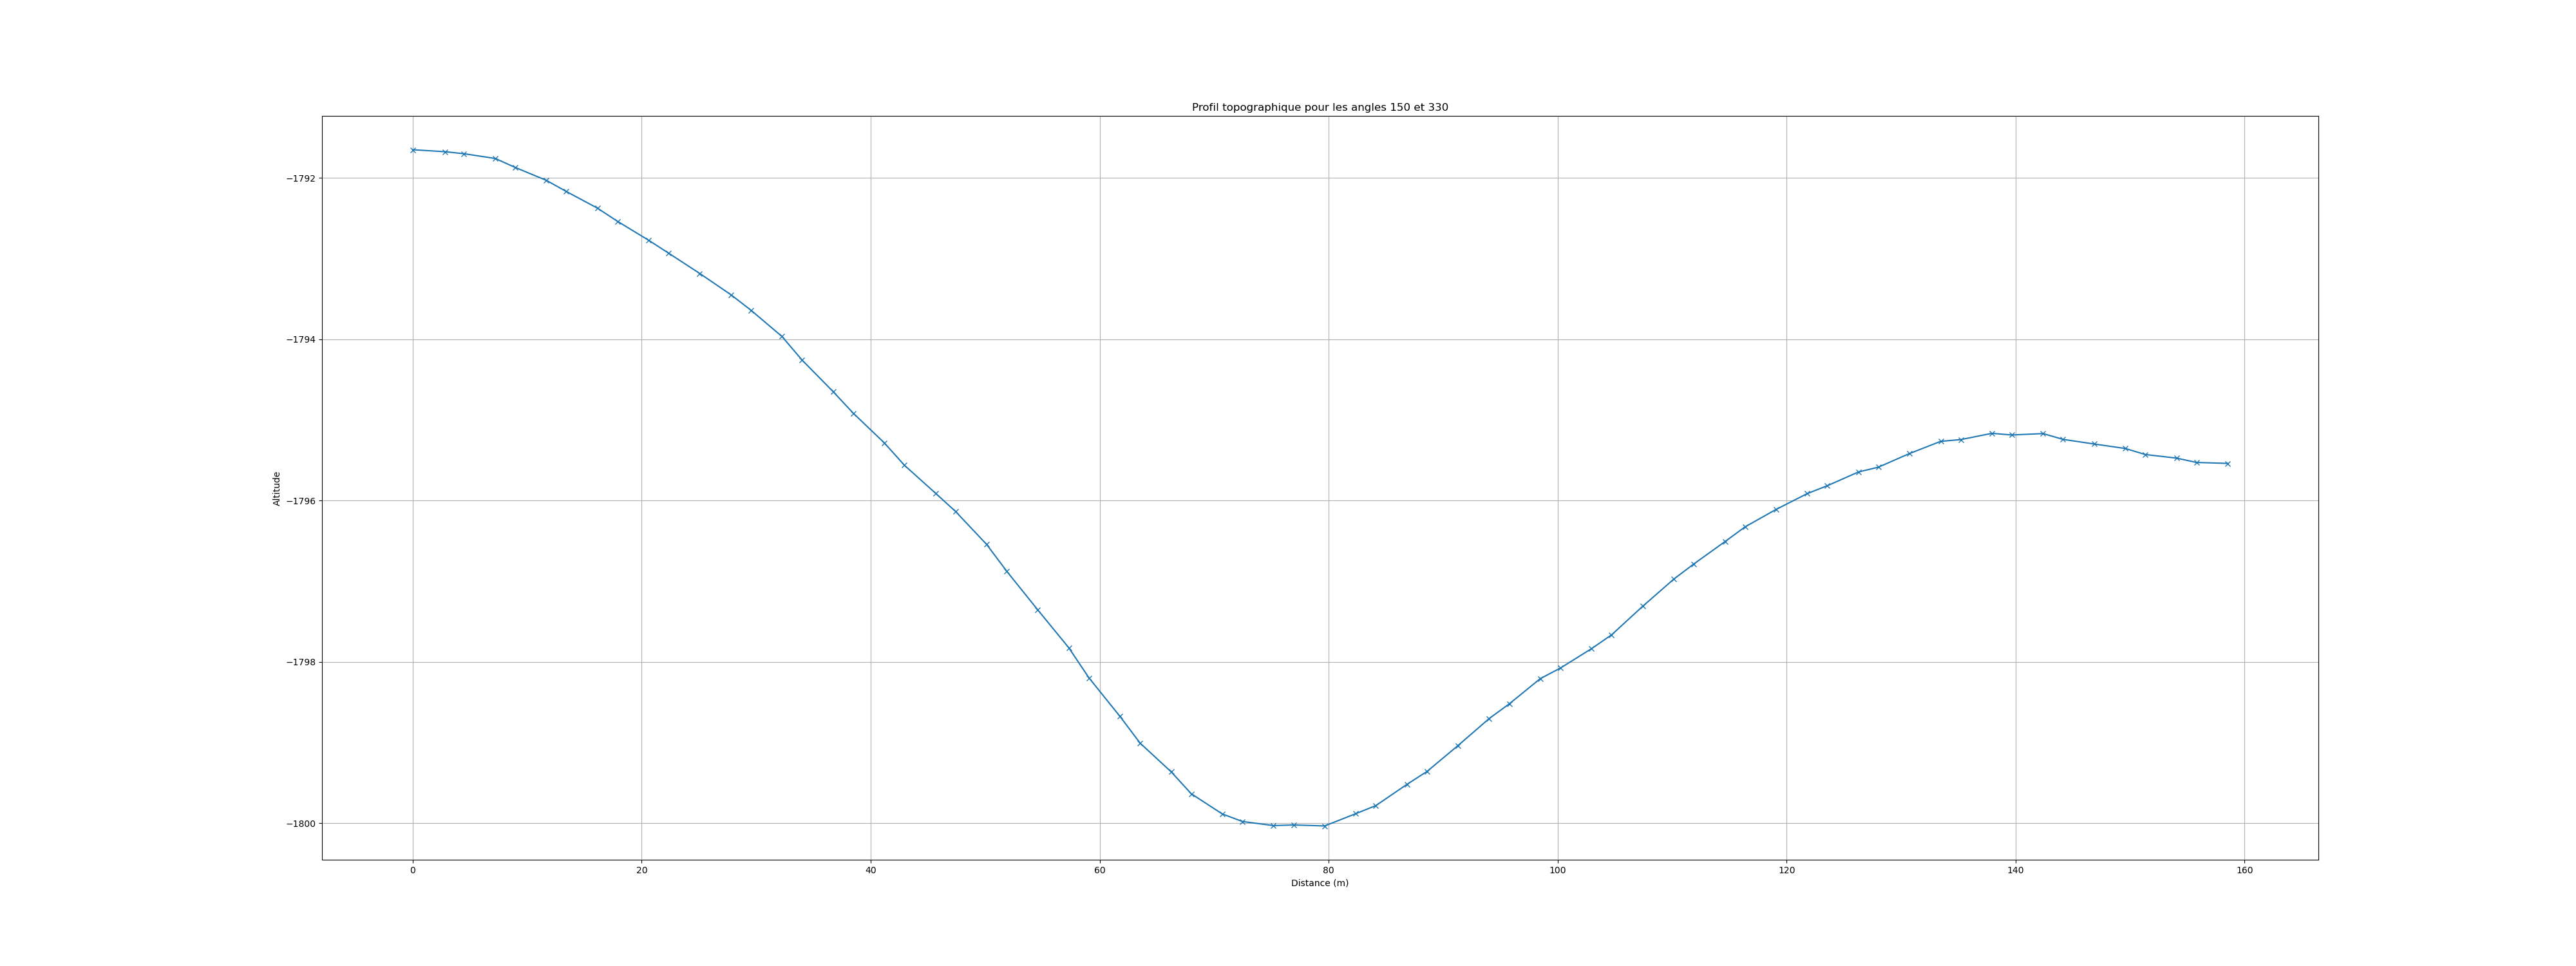 Profil topographique pour les angles 150 et 330
Altitude
−1792
−1794
−1796
−1798
−1800
0 20 40 60 80 100 120 140 160
Distance (m)